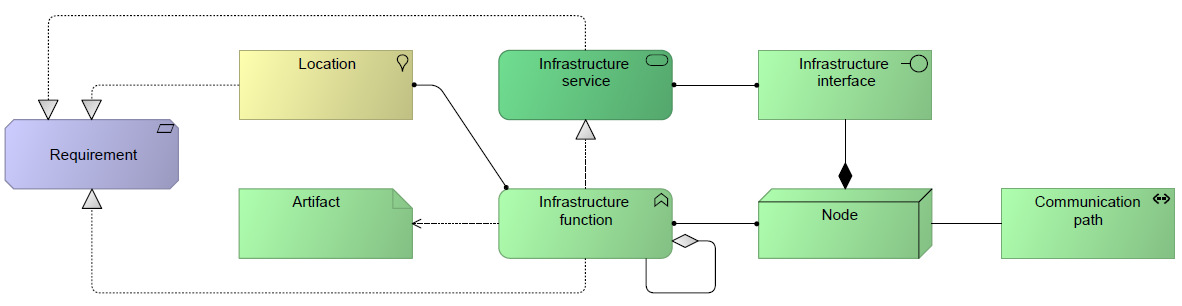 Location
Infrastructure
service
Infrastructure
interface
Requirement
Artifact
Infrastructure
function
Node
Communication
path